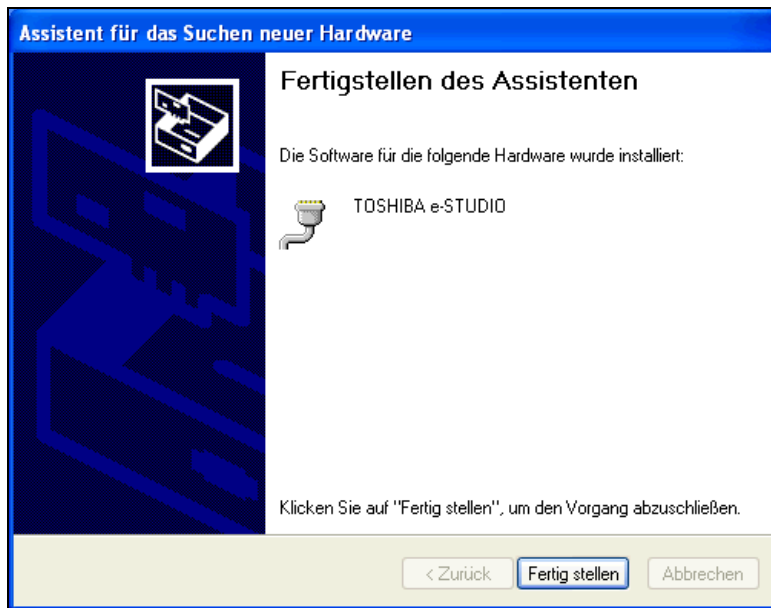 Assistent für das Suchen neuer Hardware
Fertigstellen des Assistenten
Die Software für die folgende Hardware wurde installiert:
TOSHIBA e-STUDIO
Klicken Sie auf "Fertig stellen", um den Vorgang abzuschließen.
< Zurück Fertig stellen Abbrechen